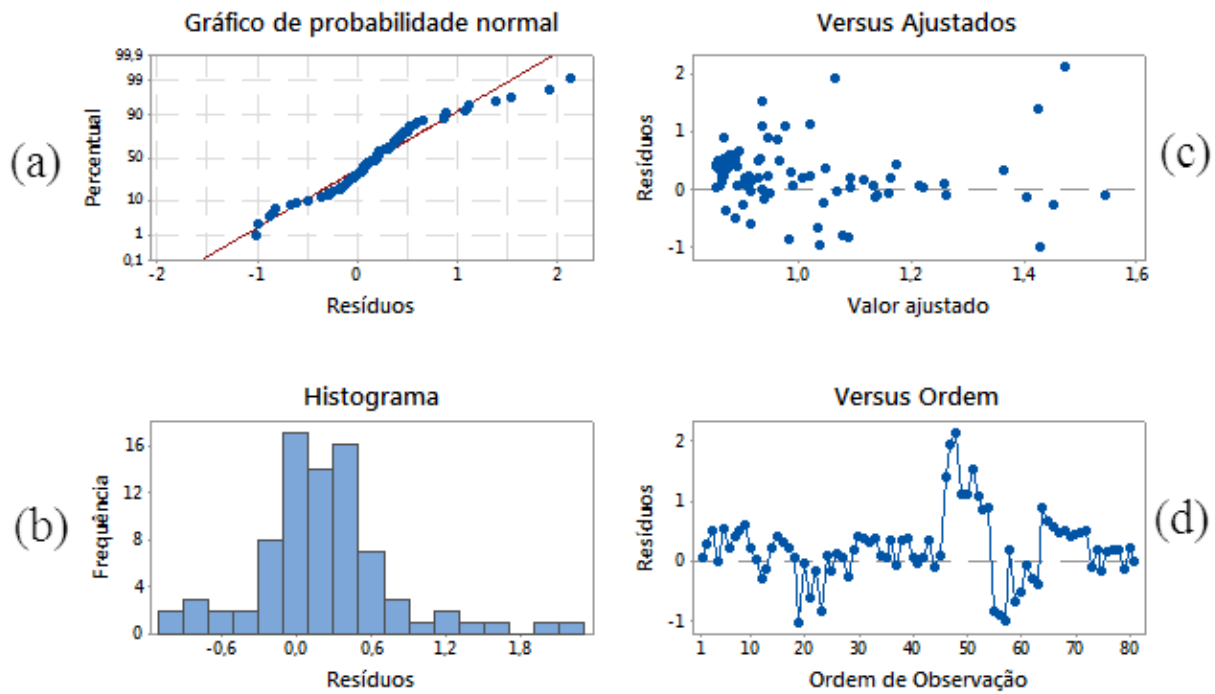 Gráfico de probabilidade normal
(a)
Percentual
99,9
99
90
50
10
1
0,1
-2 -1 0 1 2
Resíduos
Versus Ajustados
(c)
Resíduos
2
1
0
-1
1,0 1,2 1,4 1,6
Valor ajustado
Histograma
(b)
Frequência
16
12
8
4
0
-0,6 0,0 0,6 1,2 1,8
Resíduos
Versus Ordem
(d)
Resíduos
2
1
0
-1
1 10 20 30 40 50 60 70 80
Ordem de Observação